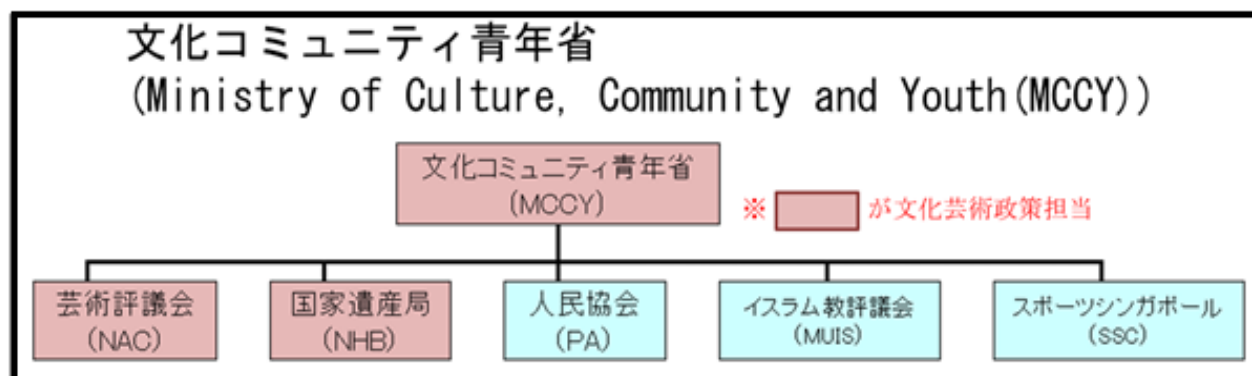 文化コミュニティ青年省
(Ministry of Culture, Community and Youth(MCCY))
文化コミュニティ青年省
(MCCY)
※ が文化芸術政策担当
芸術評議会
(NAC)
国家遺産局
(NHB)
人民協会
(PA)
イスラム教評議会
(MUIS)
スポーツシンガポール
(SSC)